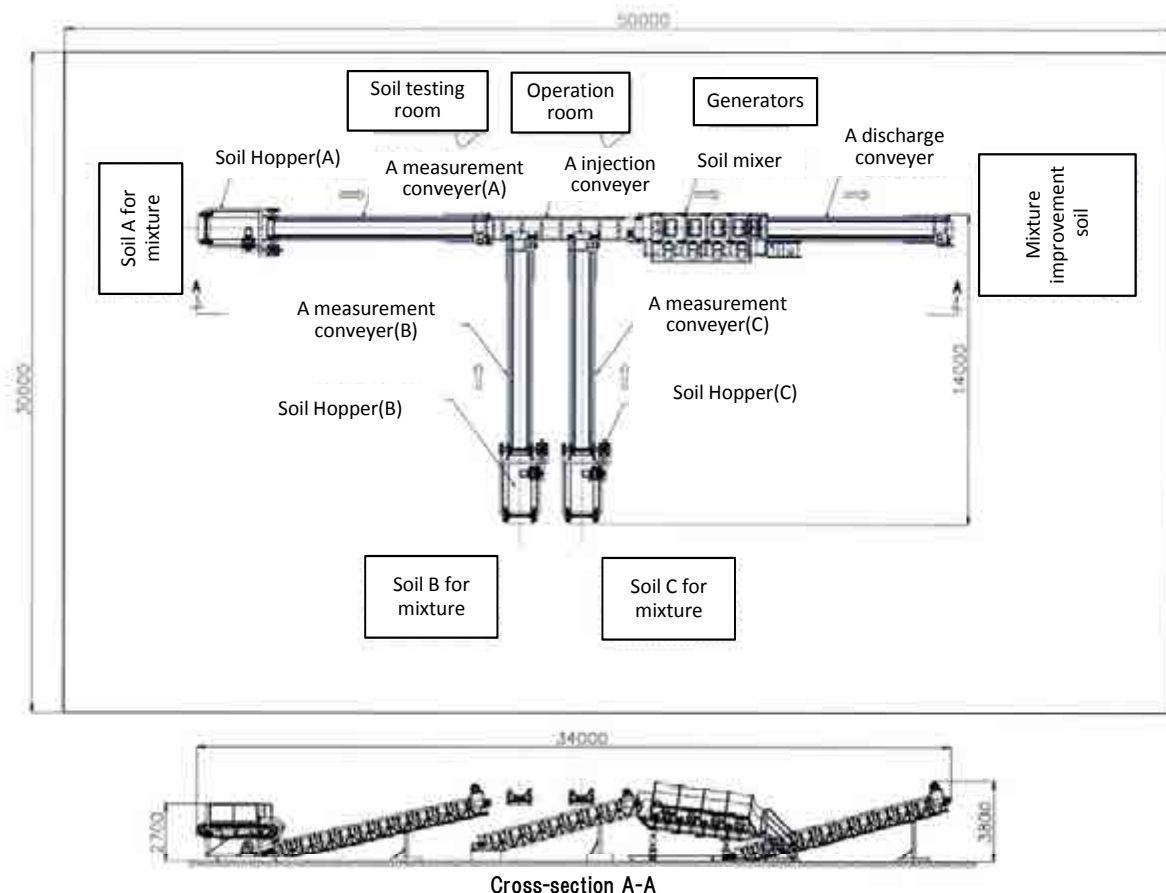 50000
Soil testing
room
Operation
room
Generators
Soil Hopper(A)
A measurement
conveyer(A)
A injection
conveyer
Soil mixer
A discharge
conveyer
Soil A for
mixture
Mixture
improvement
soil
A
A
30000
A measurement
conveyer(B)
A measurement
conveyer(C)
14000
Soil Hopper(B)
Soil Hopper(C)
Soil B for
mixture
Soil C for
mixture
34000
2700
3800
Cross-section A-A